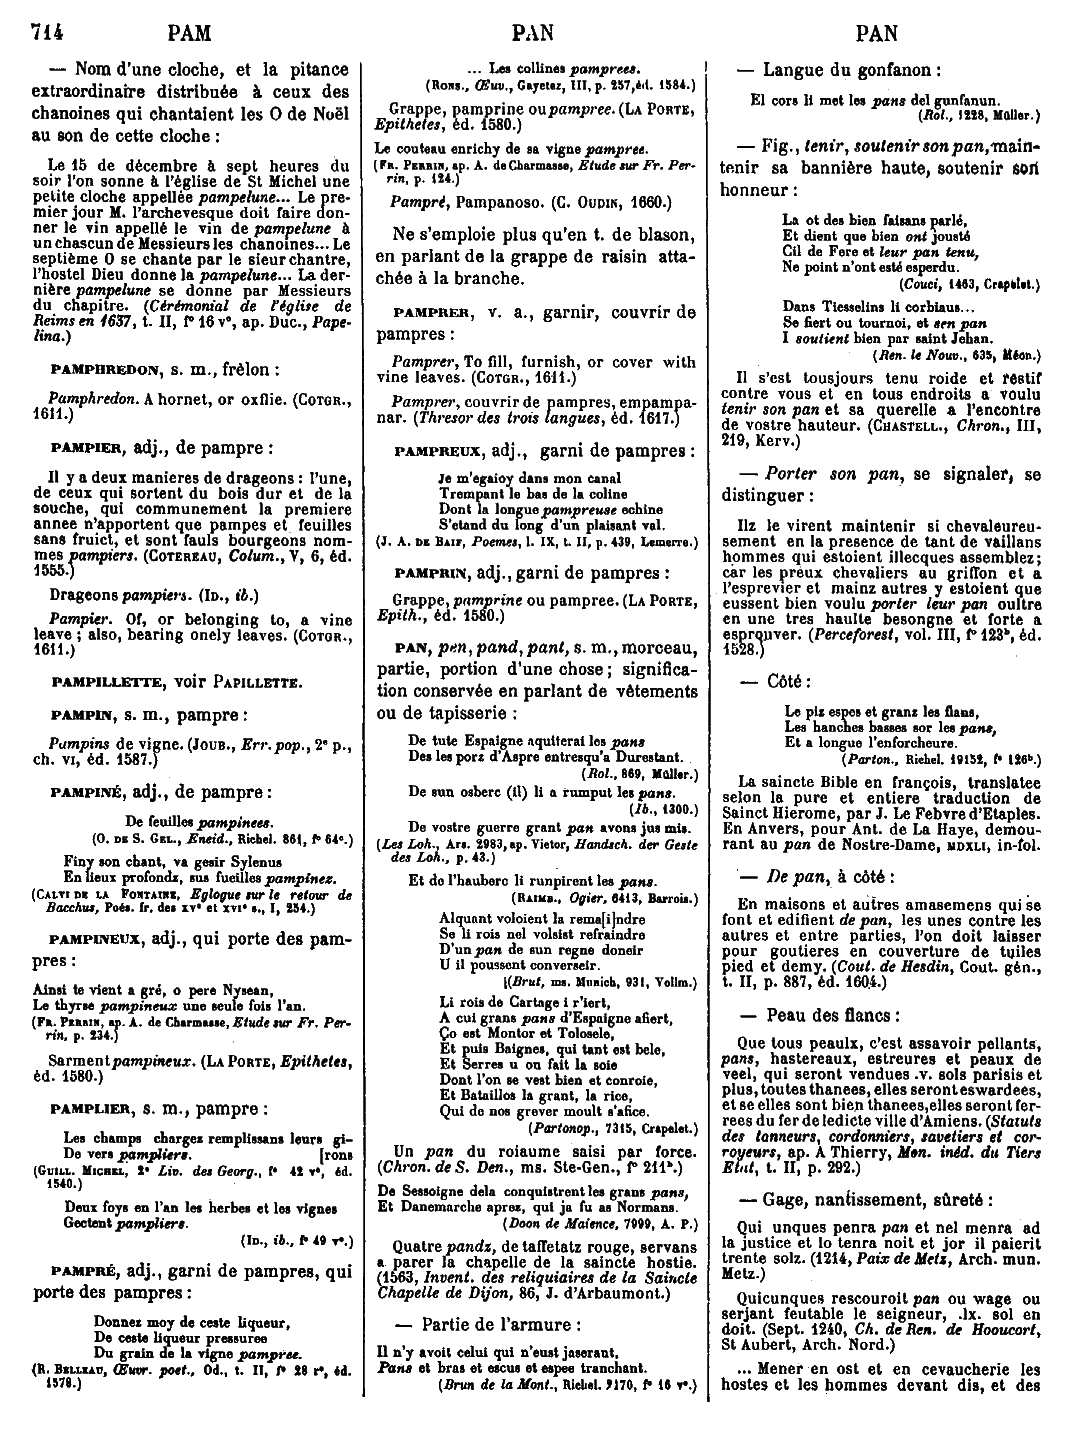 714 PAM PAN PAN
— Nom d'une cloche, et la pitance
extraordinaire distribuée à ceux des
chanoines qui chantaient les O de Noël
au son de cette cloche :
Le 15 de décembre à sept heures du
soir l'on sonne à l'église de St Michel une
petite cloche appellée pampelune... Le pre-
mier jour M. l'archevesque doit faire don-
ner le vin appellé le vin de pampelune à
un chascun de Messieurs les chanoines... Le
septième O se chante par le sieur chantre,
l'hostel Dieu donne la pampelune... La der-
nière pampelune se donne par Messieurs
du chapitre. (Cérémonial de l'église de
Reims en 1637, t. II, f° 16 v°, ap. Duc., Pape-
lina.)
PAMPHREDON, s. m., frêlon :
Pamphredon. A hornet, or oxflie. (COTGR.,
1611.)
PAMPIER, adj., de pampre :
Il y a deux manieres de drageons : l'une,
de ceux qui sortent du bois dur et de la
souche, qui communement la premiere
annee n'apportent que pampes et feuilles
sans fruict, et sont fauls bourgeons nom-
mes pampiers. (COTEREAU, Colum., V, 6, éd.
1555.)
Drageons pampiers. (ID., ib.)
Pampier. Of, or belonging to, a vine
leave ; also, bearing onely leaves. (COTGR.,
1611.)
PAMPILLETTE, voir PAPILLETTE.
PAMPIN, s. m., pampre :
Pampins de vigne. (JOUB., Err. pop., 2° p.,
ch. VI, éd. 1587.)
PAMPINÉ, adj., de pampre :
De feuilles pampinees.
(O. DE S. GEL., Eneid., Richel. 861, f° 64ᶜ.)
Finy son chant, va gesir Sylenus
En lieux profondz, sus fueilles pampinez.
(CALVI DE LA FONTAINE, Eglogue sur le retour de
Bacchus, Poés. fr. des XV° et XVI° s., I, 254.)
PAMPINEUX, adj., qui porte des pam-
pres :
Ainsi te vient a gré, o pere Nysean,
Le thyrse pampineux une seule fois l'an.
(FR. PERRIN, ap. A. de Charmasse, Etude sur Fr. Per-
rin, p. 234.)
Sarment pampineux. (LA PORTE, Epithetes,
éd. 1580.)
PAMPLIER, s. m., pampre :
Les champs chargez remplissans leurs gi-
De vers pampliers. [rons
(GUILL. MICHEL, 2° Liv. des Georg., f° 42 v°, éd.
1540.)
Deux foys en l'an les herbes et les vignes
Gectent pampliers.
(ID., ib., f° 49 v°.)
PAMPRÉ, adj., garni de pampres, qui
porte des pampres :
Donnez moy de ceste liqueur,
De ceste liqueur pressuree
Du grain de la vigne pampree.
(R. BELLEAU, Œuvr. poet., Od., t. II, f° 28 r°, éd.
1578.)
... Les collines pamprees.
(RONS., Œuv., Gayetez, III, p. 257, éd. 1584.)
Grappe, pamprine ou pampree. (LA PORTE,
Epithetes, éd. 1580.)
Le couteau enrichy de sa vigne pampree.
(FR. PERRIN, ap. A. de Charmasse, Etude sur Fr. Per-
rin, p. 124.)
Pampré, Pampanoso. (C. OUDIN, 1660.)
Ne s'emploie plus qu'en t. de blason,
en parlant de la grappe de raisin atta-
chée à la branche.
PAMPRER, v. a., garnir, couvrir de
pampres :
Pamprer, To fill, furnish, or cover with
vine leaves. (COTGR., 1611.)
Pamprer, couvrir de pampres, empampa-
nar. (Thresor des trois langues, éd. 1617.)
PAMPREUX, adj., garni de pampres :
Je m'egaioy dans mon canal
Trempant le bas de la coline
Dont la longue pampreuse echine
S'etand du long d'un plaisant val.
(J. A. DE BAIF, Poemes, l. IX, t. II, p. 439, Lemerre.)
PAMPRIN, adj., garni de pampres :
Grappe, pamprine ou pampree. (LA PORTE,
Epith., éd. 1580.)
PAN, pen, pand, pant, s. m., morceau,
partie, portion d'une chose ; significa-
tion conservée en parlant de vêtements
ou de tapisserie :
De tute Espaigne aquiterai les pans
Des les porz d'Aspre entresqu'a Durestant.
(Rol., 869, Müller.)
De sun osberc (il) li a rumput les pans.
(Ib., 1300.)
De vostre guerre grant pan avons jus mis.
(Les Loh., Ars. 2983, ap. Vietor, Handsch. der Geste
des Loh., p. 43.)
Et de l'hauberc li runpirent les pans.
(RAIMB., Ogier, 6413, Barrois.)
Alquant voloient la rema[i]ndre
Se li rois nel volsist refraindre
D'un pan de sun regne doneir
U il poussent converseir.
(Brut, ms. Munich, 931, Vollm.)
Li rois de Cartage i r'iert,
A cui grans pans d'Espaigne afiert,
Ço est Montor et Tolosele,
Et puis Baignes, qui tant est bele,
Et Serres u on fait la soie
Dont l'on se vest bien et conroie,
Et Bataillos la grant, la rice,
Qui de nos grever moult s'afice.
(Partonop., 7315, Crapelet.)
Un pan du roiaume saisi par force.
(Chron. de S. Den., ms. Ste-Gen., f° 211ᵇ.)
De Sessoigne dela conquistrent les grans pans,
Et Danemarche aprez, qui ja fu as Normans.
(Doon de Maience, 7999, A. P.)
Quatre pandz, de taffetatz rouge, servans
a parer la chapelle de la saincte hostie.
(1563, Invent. des reliquiaires de la Saincte
Chapelle de Dijon, 86, J. d'Arbaumont.)
— Partie de l'armure :
Il n'y avoit celui qui n'eust jaserant,
Pans et bras et escus et espee tranchant.
(Brun de la Mont., Richel. 2170, f° 16 v°.)
— Langue du gonfanon :
El cors li met les pans del gunfanun.
(Rol., 1228, Müller.)
— Fig., tenir, soutenir son pan, main-
tenir sa bannière haute, soutenir son
honneur :
La ot des bien faisans parlé,
Et dient que bien ont jousté
Cil de Fere et leur pan tenu,
Ne point n'ont esté esperdu.
(Couci, 1463, Crapelet.)
Dans Tiesselins li corbiaus...
Se fiert ou tournoi, et sen pan
I soutient bien par saint Jehan.
(Ren. le Nouv., 635, Méon.)
Il s'est tousjours tenu roide et restif
contre vous et en tous endroits a voulu
tenir son pan et sa querelle a l'encontre
de vostre hauteur. (CHASTELL., Chron., III,
219, Kerv.)
— Porter son pan, se signaler, se
distinguer :
Ilz le virent maintenir si chevaleureu-
sement en la presence de tant de vaillans
hommes qui estoient illecques assemblez ;
car les preux chevaliers au griffon et a
l'esprevier et mainz autres y estoient que
eussent bien voulu porter leur pan oultre
en une tres haulte besongne et forte a
esprouver. (Perceforest, vol. III, f° 123ᵇ, éd.
1528.)
— Côté :
Le piz espes et granz les flans,
Les hanches basses sor les pans,
Et a longue l'enforcheure.
(Parton., Richel. 19152, f° 126ᵇ.)
La saincte Bible en françois, translatee
selon la pure et entiere traduction de
Sainct Hierome, par J. Le Febvre d'Etaples.
En Anvers, pour Ant. de La Haye, demou-
rant au pan de Nostre-Dame, MDXLI, in-fol.
— De pan, à côté :
En maisons et autres amasemens qui se
font et edifient de pan, les unes contre les
autres et entre parties, l'on doit laisser
pour goutieres en couverture de tuiles
pied et demy. (Cout. de Hesdin, Cout. gén.,
t. II, p. 887, éd. 1604.)
— Peau des flancs :
Que tous peaulx, c'est assavoir pellants,
pans, hastereaux, estreures et peaux de
veel, qui seront vendues .v. sols parisis et
plus, toutes thanees, elles seront eswardees,
et se elles sont bien thanees, elles seront fer-
rees du fer de ledicte ville d'Amiens. (Statuts
des tanneurs, cordonniers, savetiers et cor-
royeurs, ap. A Thierry, Mon. inéd. du Tiers
Etat, t. II, p. 292.)
— Gage, nantissement, sûreté :
Qui unques penra pan et nel menra ad
la justice et lo tenra noit et jor il paierit
trente solz. (1214, Paix de Metz, Arch. mun.
Metz.)
Quicunques rescouroit pan ou wage ou
serjant feutable le seigneur, .lx. sol en
doit. (Sept. 1240, Ch. de Ren. de Hooucort,
St Aubert, Arch. Nord.)
... Mener en ost et en cevaucherie les
hostes et les hommes devant dis, et des